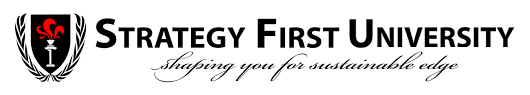 STRATEGY FIRST UNIVERSITY
shaping you for sustainable edge